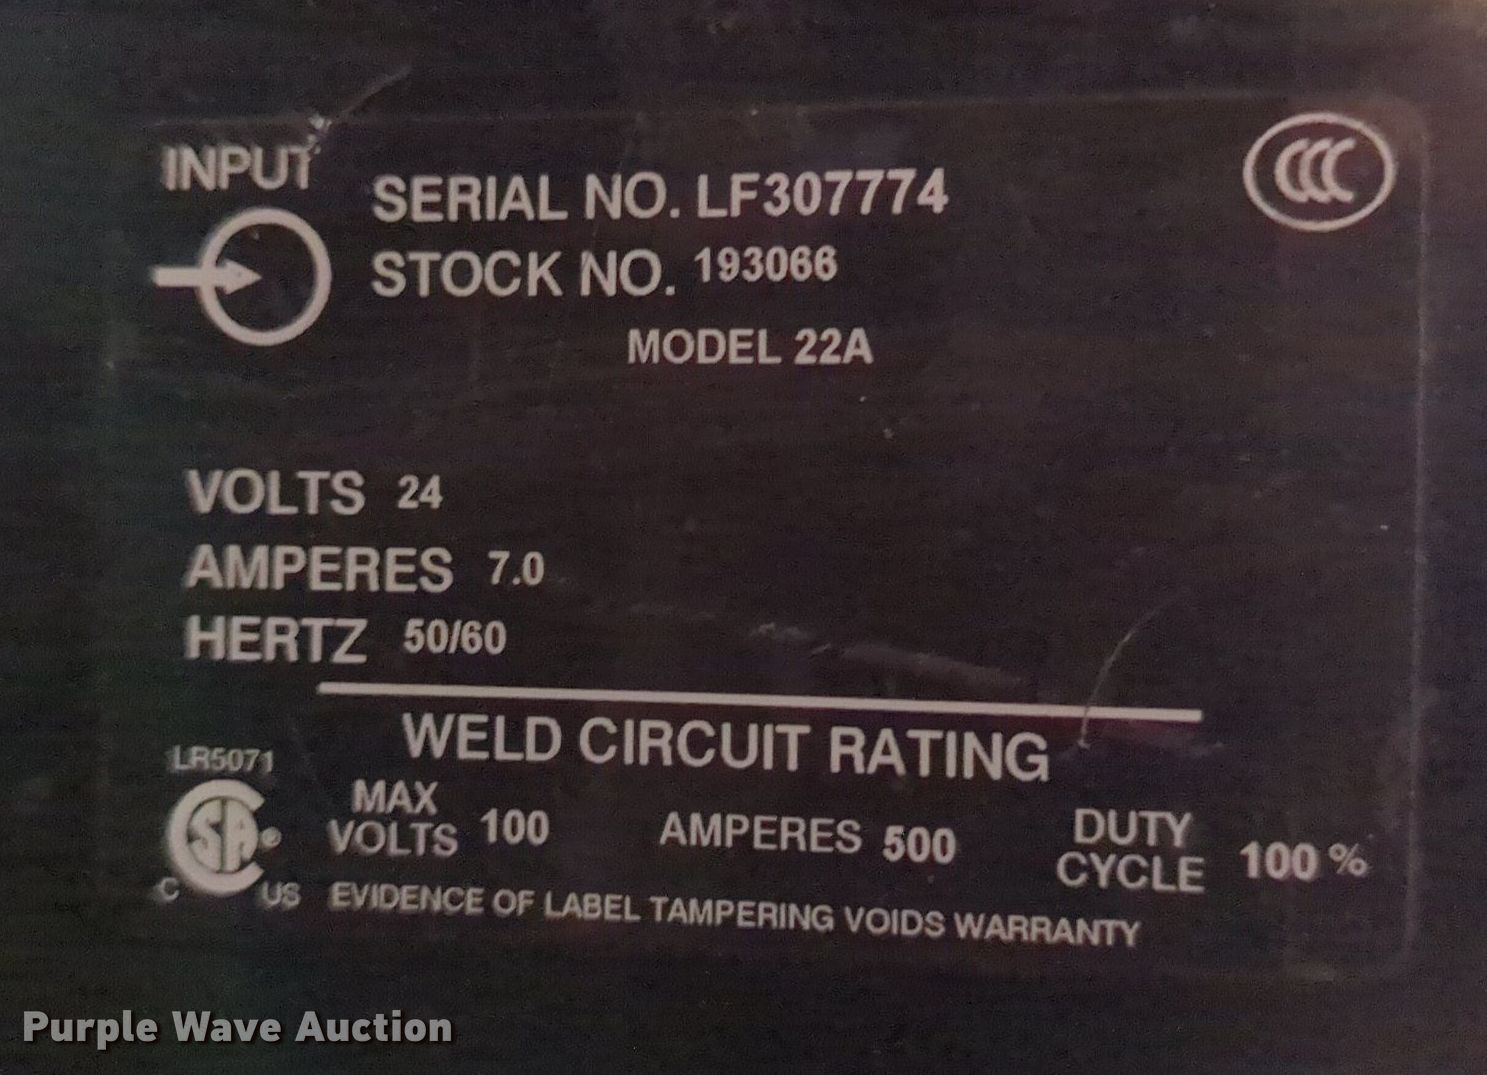 INPUT
SERIAL NO. LF307774
STOCK NO. 193066
MODEL 22A
CCC
VOLTS 24
AMPERES 7.0
HERTZ 50/60
WELD CIRCUIT RATING
LR5071
MAX VOLTS 100 AMPERES 500 DUTY CYCLE 100 %
CSA®
C US
EVIDENCE OF LABEL TAMPERING VOIDS WARRANTY
Purple Wave Auction